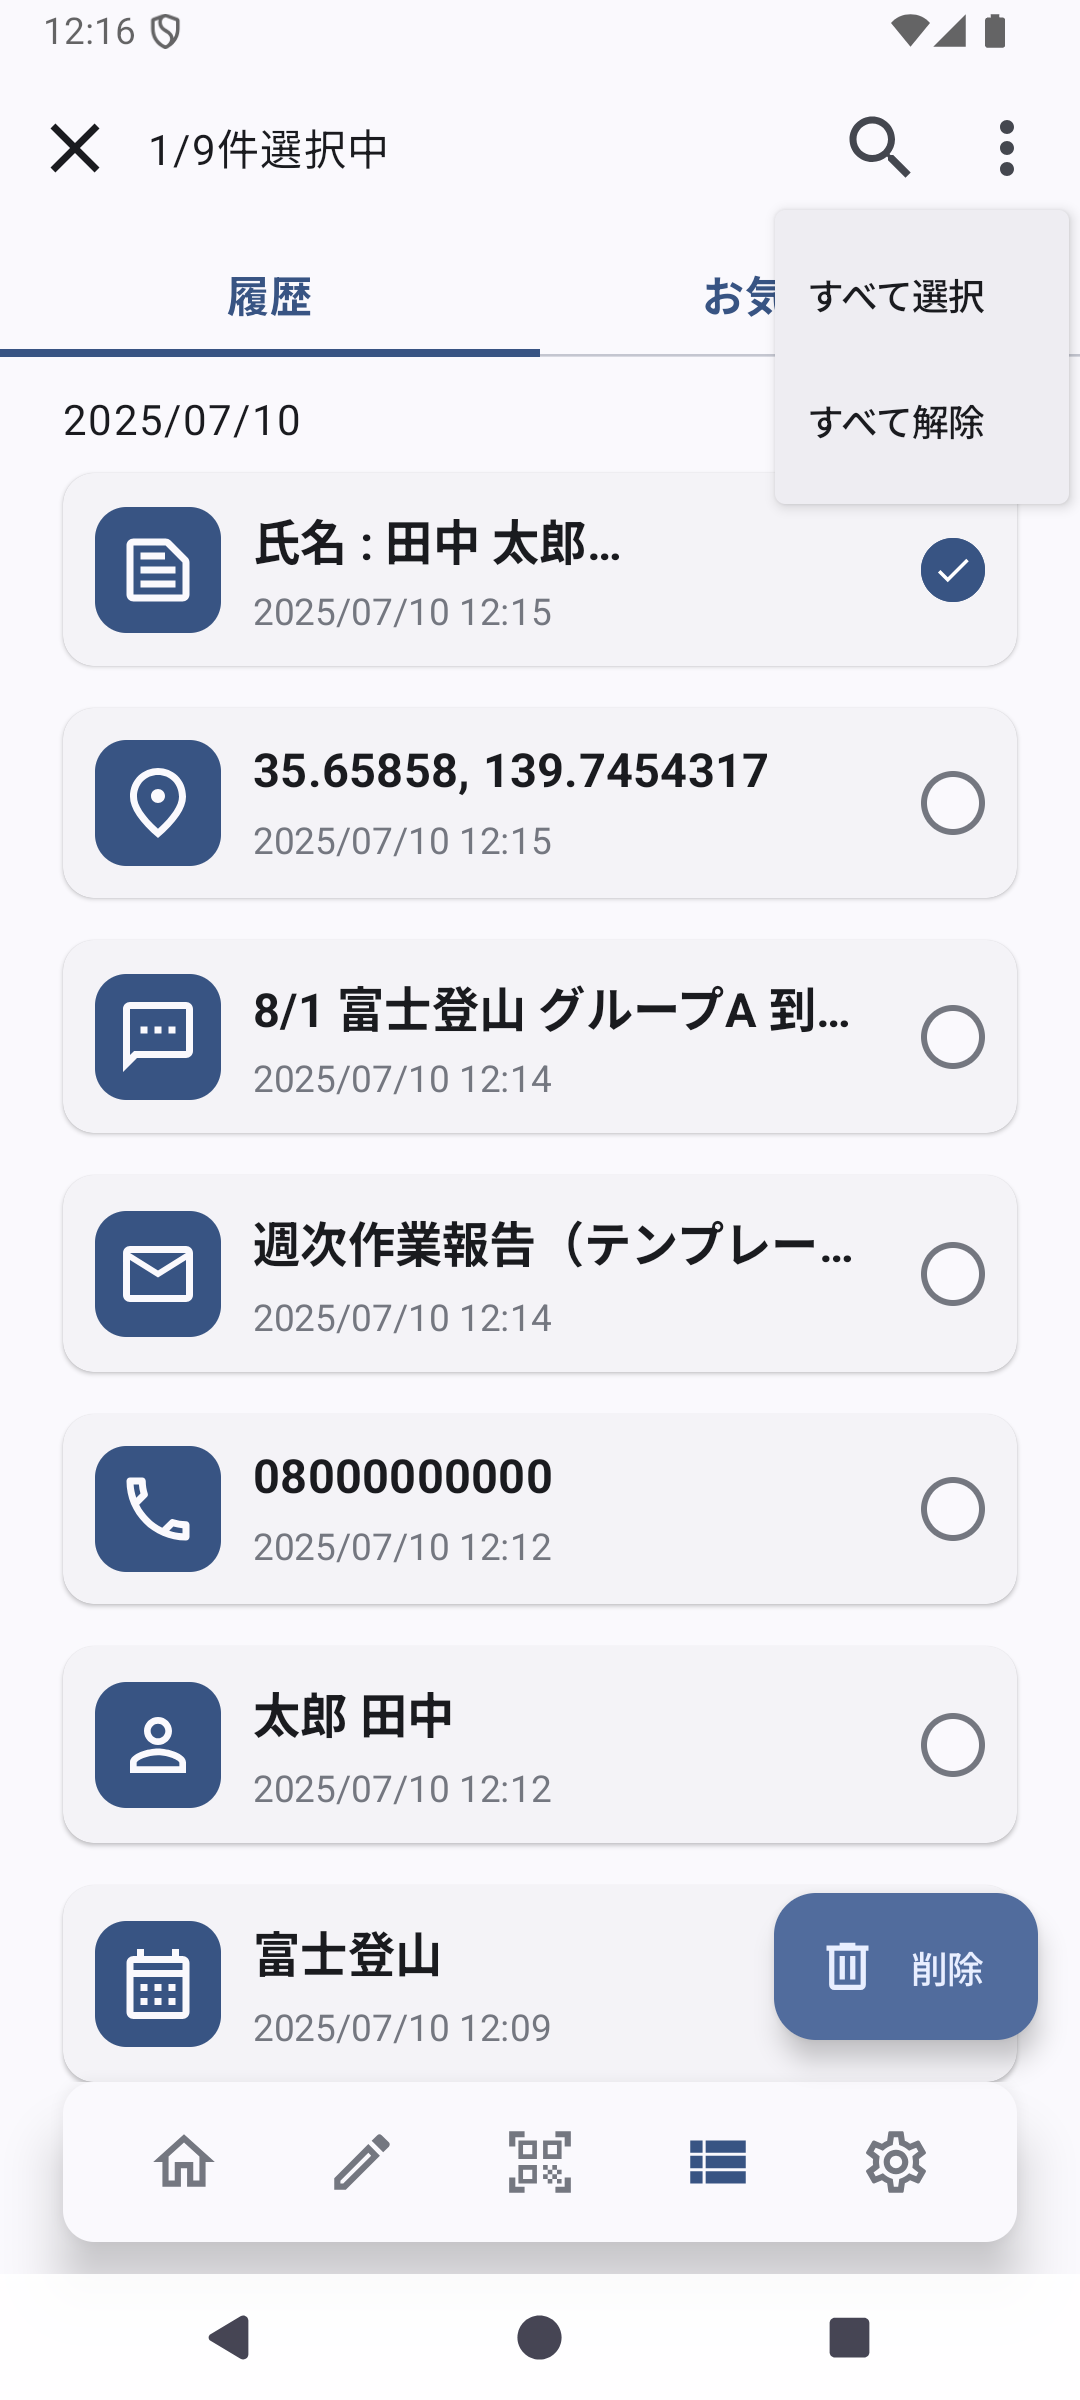 12:16
1/9件選択中
履歴
お気
すべて選択
すべて解除
2025/07/10
氏名 : 田中 太郎...
2025/07/10 12:15
35.65858, 139.7454317
2025/07/10 12:15
8/1 富士登山 グループA 到...
2025/07/10 12:14
週次作業報告（テンプレー...
2025/07/10 12:14
08000000000
2025/07/10 12:12
太郎 田中
2025/07/10 12:12
富士登山
2025/07/10 12:09
削除